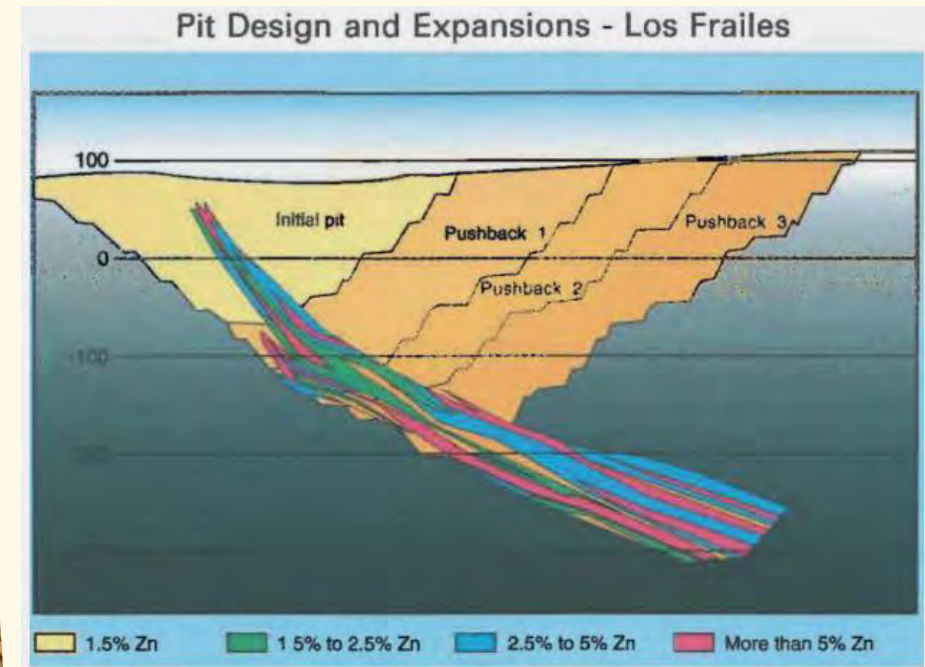 Pit Design and Expansions - Los Frailes
100
Initial pit
Pushback 1
Pushback 3
0
Pushback 2
-100
1.5% Zn
1 5% to 2.5% Zn
2.5% to 5% Zn
More than 5% Zn